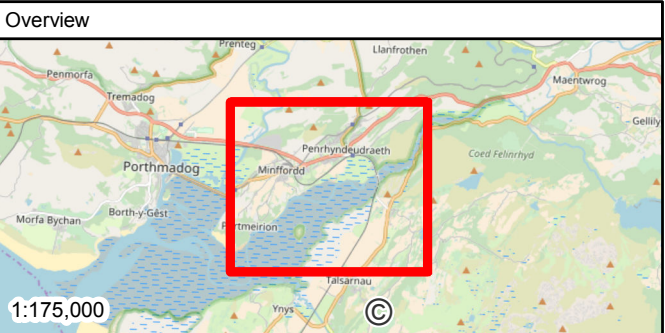 Overview
Prenteg
Llanfrothen
Penmorfa
Maentwrog
Tremadog
Gellily
Penrhyndeudraeth
Coed Felinrhyd
Porthmadog
Minffordd
Morfa Bychan
Borth-y-Gêst
Portmeirion
Talsarnau
1:175,000
Ynys
©